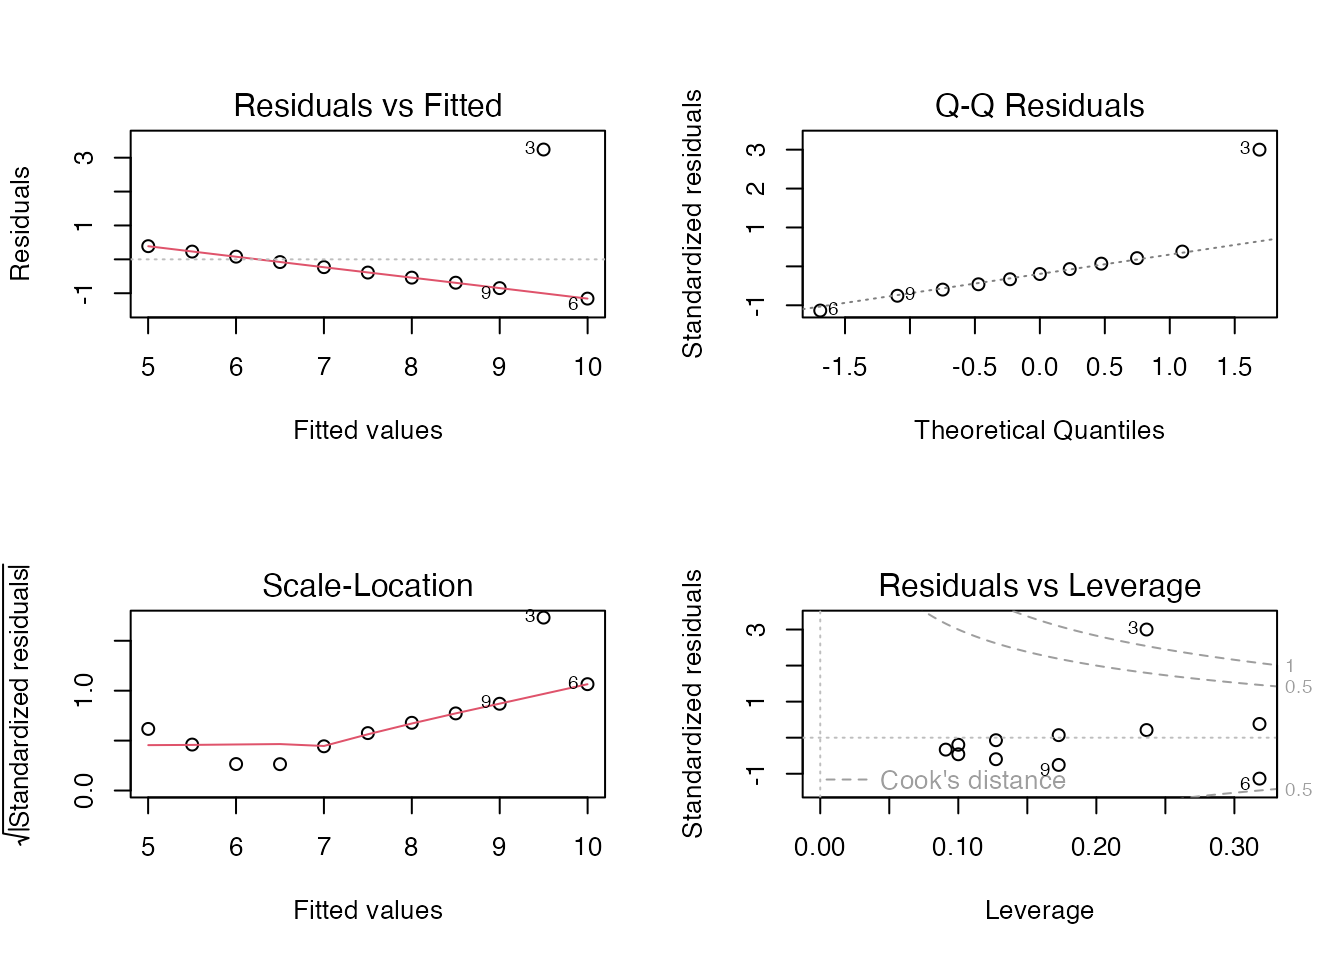 Residuals vs Fitted
Residuals
3
1
-1
3
9
6
5 6 7 8 9 10
Fitted values
Q-Q Residuals
Standardized residuals
3
2
1
-1
3
9
6
-1.5 -0.5 0.0 0.5 1.0 1.5
Theoretical Quantiles
Scale-Location
√|Standardized residuals|
1.0
0.0
3
9
6
5 6 7 8 9 10
Fitted values
Residuals vs Leverage
Standardized residuals
3
1
-1
3
1
0.5
9
6
Cook's distance
0.5
0.00 0.10 0.20 0.30
Leverage